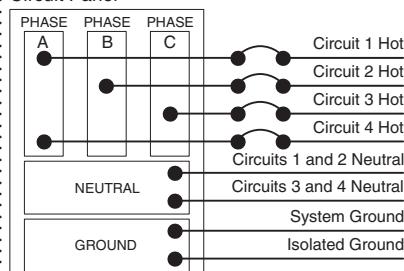 Circuit Panel
PHASE PHASE PHASE
A B C
Circuit 1 Hot
Circuit 2 Hot
Circuit 3 Hot
Circuit 4 Hot
Circuits 1 and 2 Neutral
NEUTRAL
Circuits 3 and 4 Neutral
System Ground
GROUND
Isolated Ground